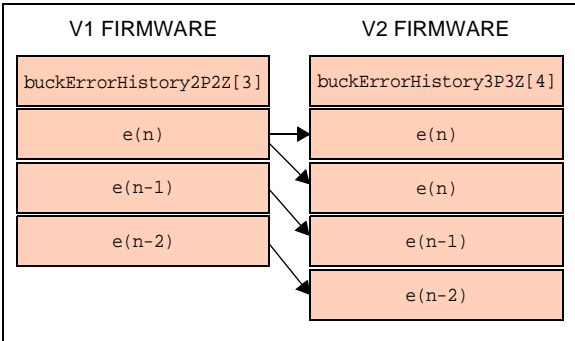 V1 FIRMWARE
V2 FIRMWARE
buckErrorHistory2P2Z[3]
buckErrorHistory3P3Z[4]
e(n)
e(n)
e(n-1)
e(n)
e(n-2)
e(n-1)
e(n-2)